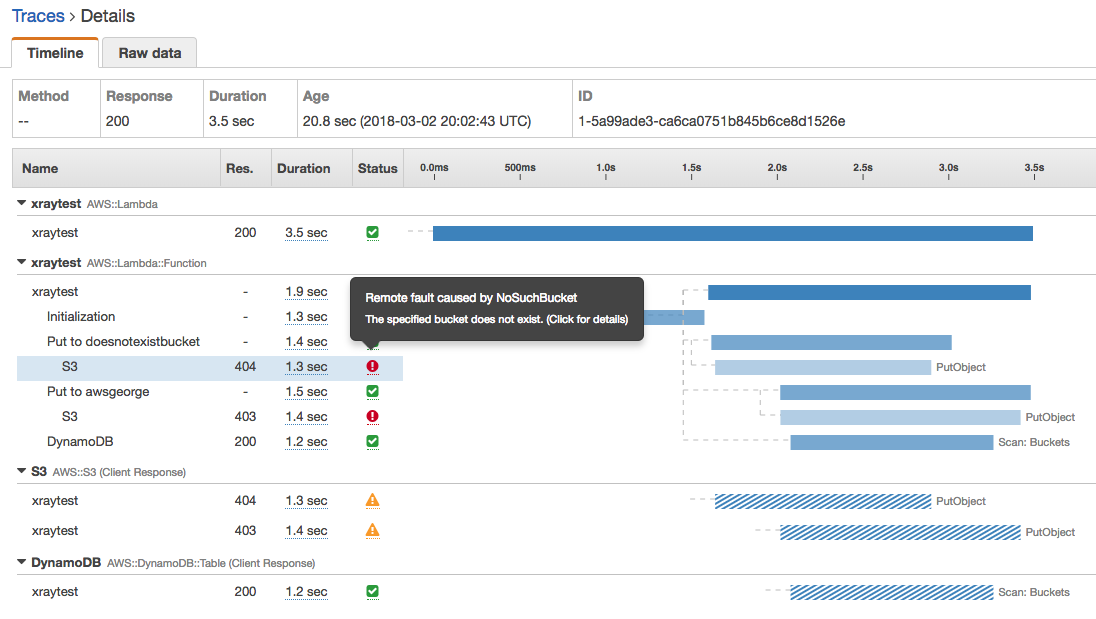 Traces > Details
Timeline Raw data
Method Response Duration Age ID
-- 200 3.5 sec 20.8 sec (2018-03-02 20:02:43 UTC) 1-5a99ade3-ca6ca0751b845b6ce8d1526e
Name Res. Duration Status 0.0ms 500ms 1.0s 1.5s 2.0s 2.5s 3.0s 3.5s
xraytest AWS::Lambda
xraytest 200 3.5 sec
xraytest AWS::Lambda::Function
xraytest - 1.9 sec
Remote fault caused by NoSuchBucket
Initialization - 1.3 sec
The specified bucket does not exist. (Click for details)
Put to doesnotexistbucket - 1.4 sec
S3 404 1.3 sec PutObject
Put to awsgeorge - 1.5 sec
S3 403 1.4 sec PutObject
DynamoDB 200 1.2 sec Scan: Buckets
S3 AWS::S3 (Client Response)
xraytest 404 1.3 sec PutObject
xraytest 403 1.4 sec PutObject
DynamoDB AWS::DynamoDB::Table (Client Response)
xraytest 200 1.2 sec Scan: Buckets